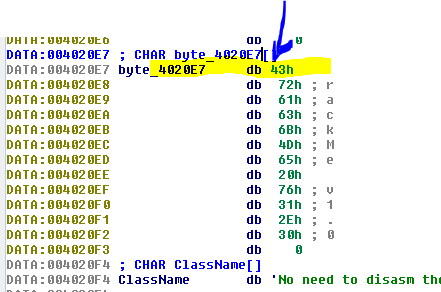 DATA:004020E6 db 0
DATA:004020E7 ; CHAR byte_4020E7[]
DATA:004020E7 byte_4020E7 db 43h
DATA:004020E8 db 72h ; r
DATA:004020E9 db 61h ; a
DATA:004020EA db 63h ; c
DATA:004020EB db 6Bh ; k
DATA:004020EC db 4Dh ; M
DATA:004020ED db 65h ; e
DATA:004020EE db 20h
DATA:004020EF db 76h ; v
DATA:004020F0 db 31h ; 1
DATA:004020F1 db 2Eh ; .
DATA:004020F2 db 30h ; 0
DATA:004020F3 db 0
DATA:004020F4 ; CHAR ClassName[]
DATA:004020F4 ClassName db 'No need to disasm the